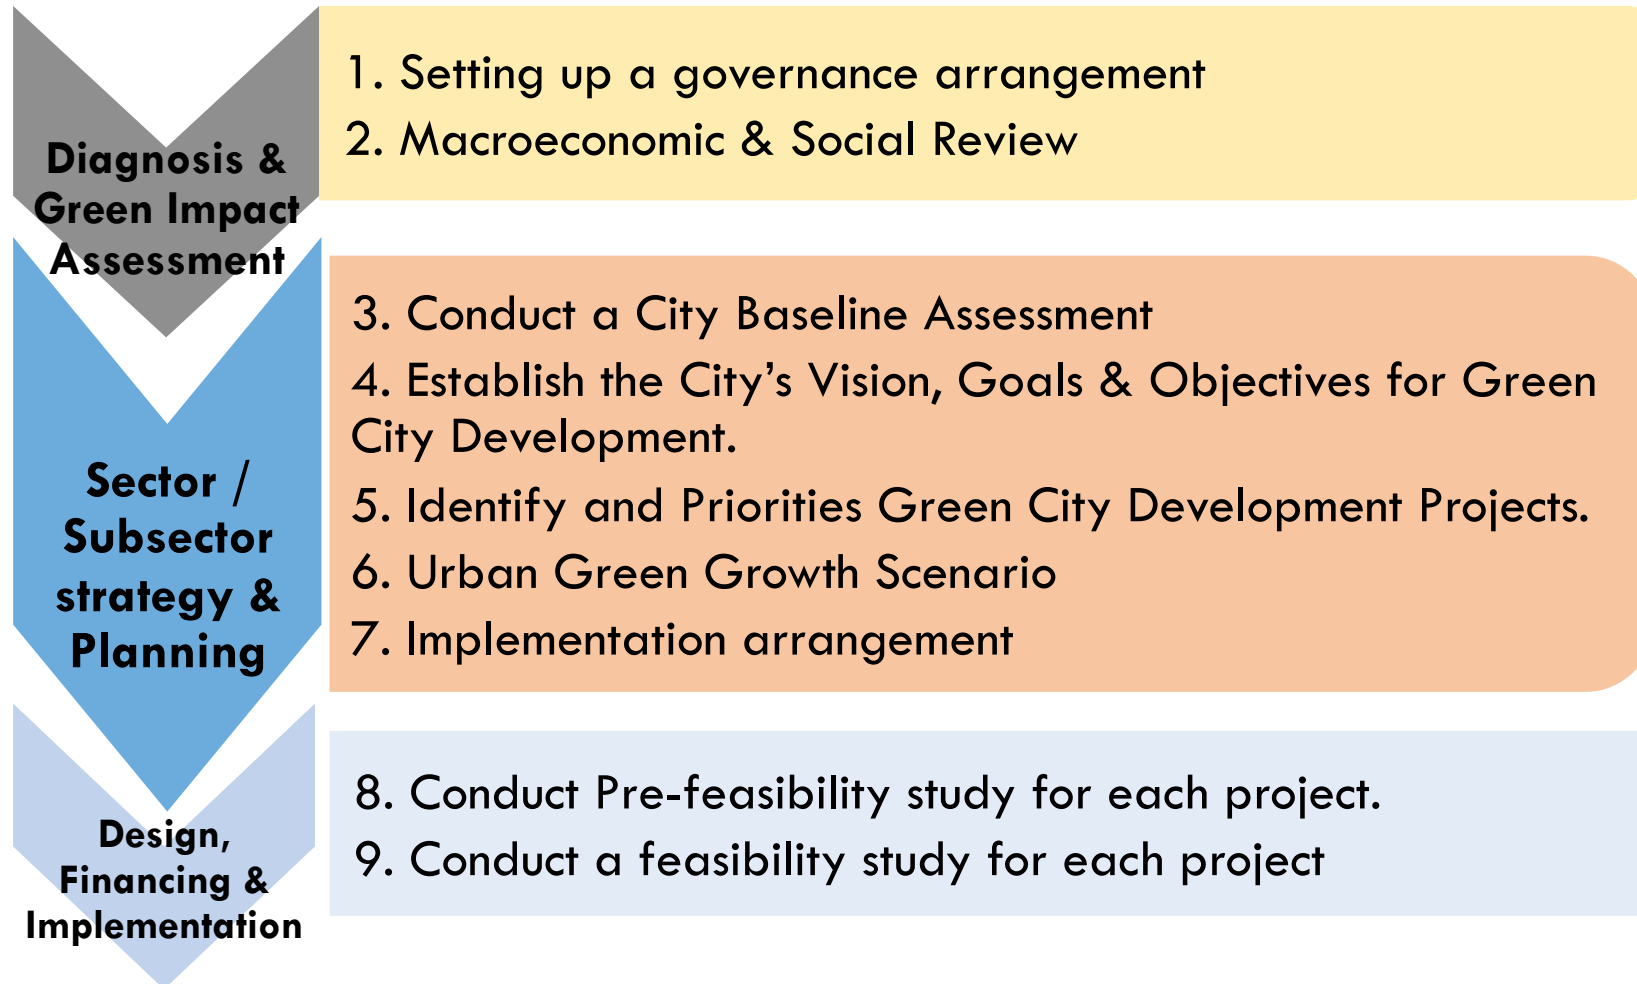 Diagnosis &
Green Impact
Assessment
1. Setting up a governance arrangement
2. Macroeconomic & Social Review
Sector /
Subsector
strategy &
Planning
3. Conduct a City Baseline Assessment
4. Establish the City’s Vision, Goals & Objectives for Green
City Development.
5. Identify and Priorities Green City Development Projects.
6. Urban Green Growth Scenario
7. Implementation arrangement
Design,
Financing &
Implementation
8. Conduct Pre-feasibility study for each project.
9. Conduct a feasibility study for each project